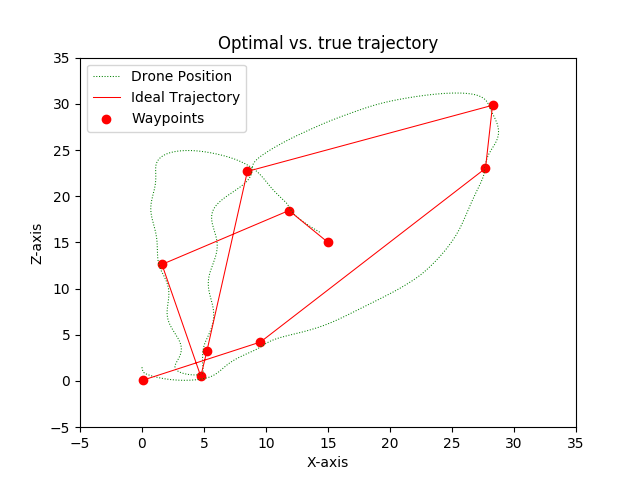 Optimal vs. true trajectory
Drone Position
Ideal Trajectory
Waypoints
35
30
25
20
15
10
5
0
−5
Z-axis
−5 0 5 10 15 20 25 30 35
X-axis